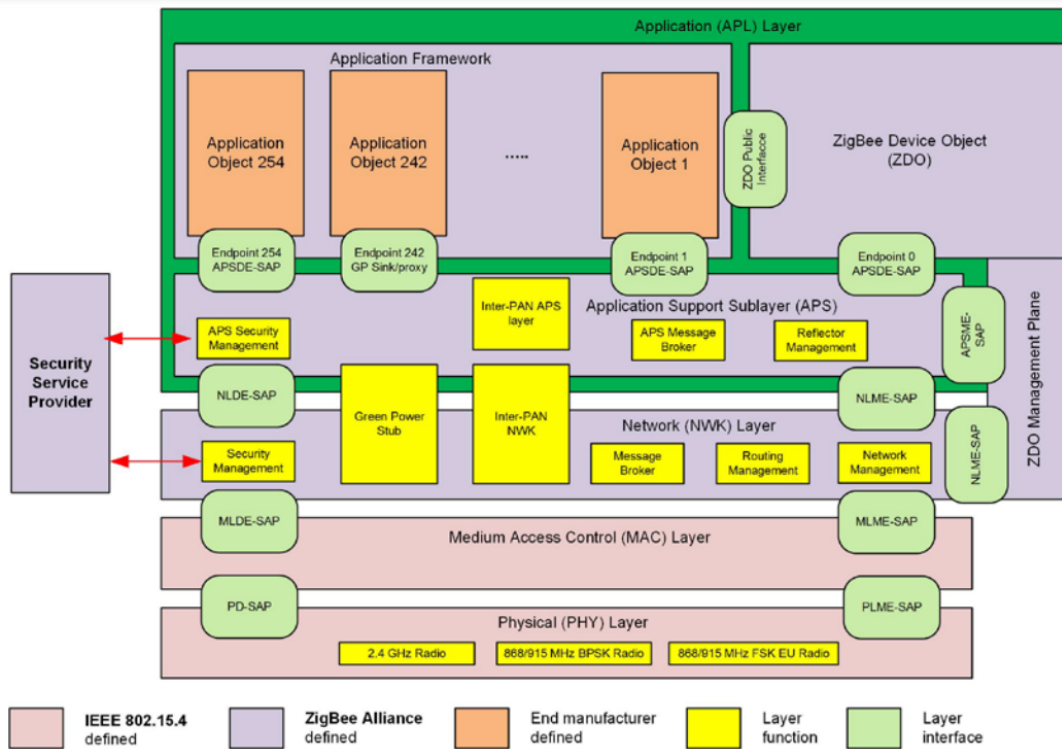 Application (APL) Layer
Application Framework
Application
Object 254
Application
Object 242
.....
Application
Object 1
ZDO Public
Interfacce
ZigBee Device Object
(ZDO)
Endpoint 254
APSDE-SAP
Endpoint 242
GP Sink/proxy
Endpoint 1
APSDE-SAP
Endpoint 0
APSDE-SAP
Inter-PAN APS
layer
Application Support Sublayer (APS)
APS Security
Management
APS Message
Broker
Reflector
Management
APSME-
SAP
ZDO Management Plane
Security
Service
Provider
NLDE-SAP
Green Power
Stub
Inter-PAN
NWK
NLME-SAP
Network (NWK) Layer
Security
Management
Message
Broker
Routing
Management
Network
Management
NLME-SAP
MLDE-SAP
MLME-SAP
Medium Access Control (MAC) Layer
PD-SAP
PLME-SAP
Physical (PHY) Layer
2.4 GHz Radio
868/915 MHz BPSK Radio
868/915 MHz FSK EU Radio
IEEE 802.15.4
defined
ZigBee Alliance
defined
End manufacturer
defined
Layer
function
Layer
interface